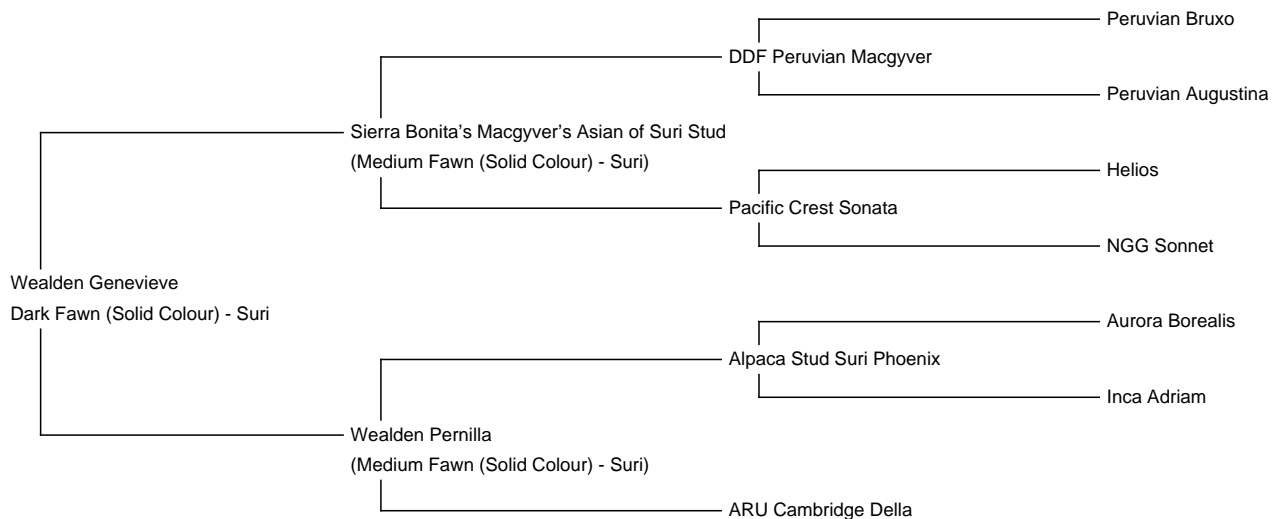 Peruvian Bruxo
DDF Peruvian Macgyver
Peruvian Augustina
Sierra Bonita's Macgyver's Asian of Suri Stud
(Medium Fawn (Solid Colour) - Suri)
Helios
Pacific Crest Sonata
NGG Sonnet
Wealden Genevieve
Dark Fawn (Solid Colour) - Suri
Aurora Borealis
Alpaca Stud Suri Phoenix
Inca Adriam
Wealden Pernilla
(Medium Fawn (Solid Colour) - Suri)
ARU Cambridge Della